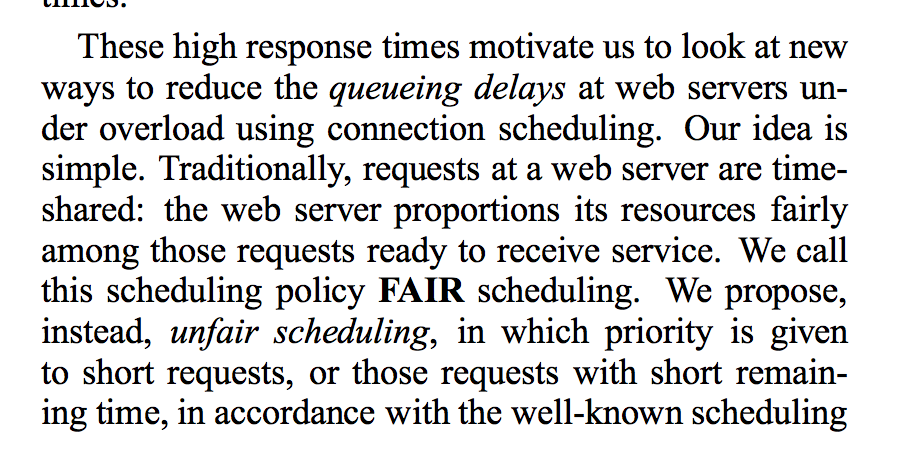 These high response times motivate us to look at new
ways to reduce the queueing delays at web servers un-
der overload using connection scheduling. Our idea is
simple. Traditionally, requests at a web server are time-
shared: the web server proportions its resources fairly
among those requests ready to receive service. We call
this scheduling policy FAIR scheduling. We propose,
instead, unfair scheduling, in which priority is given
to short requests, or those requests with short remain-
ing time, in accordance with the well-known scheduling